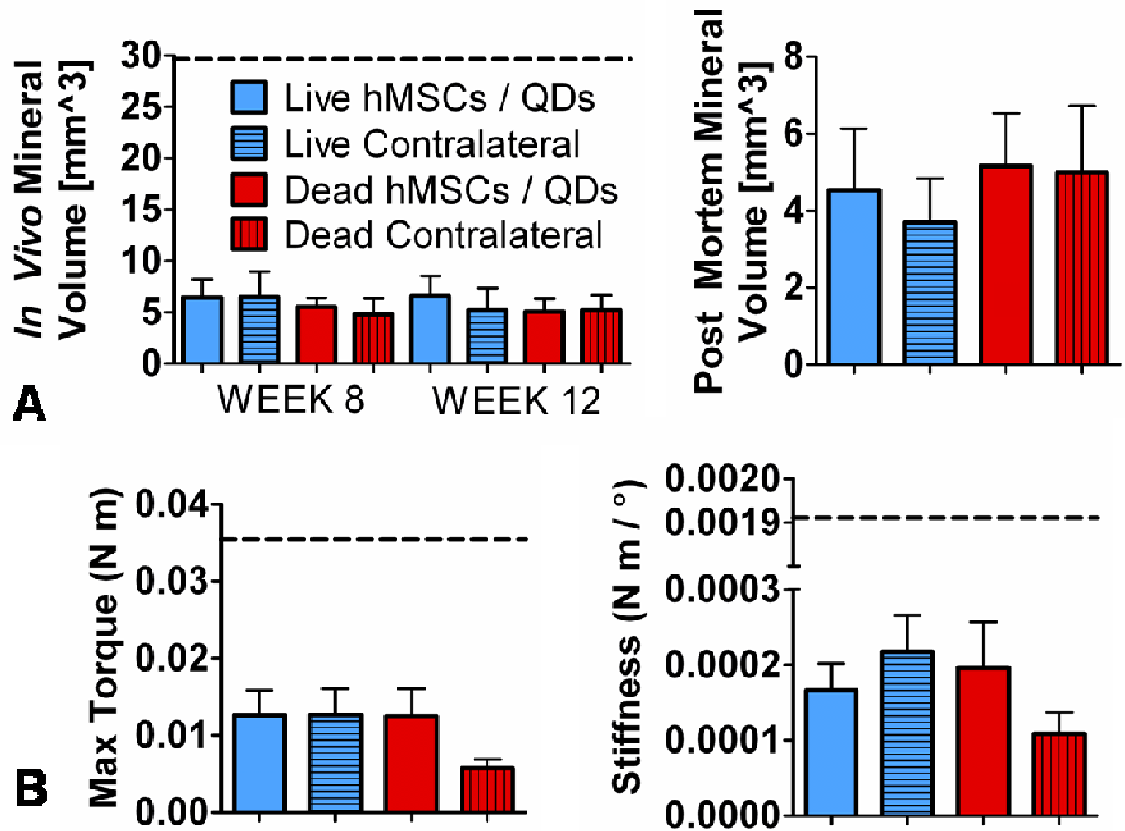 In Vivo Mineral
Volume [mm^3]
30
25
20
15
10
5
0
Live hMSCs / QDs
Live Contralateral
Dead hMSCs / QDs
Dead Contralateral
WEEK 8
WEEK 12
A
Post Mortem Mineral
Volume [mm^3]
8
6
4
2
0
B
Max Torque (N m)
0.04
0.03
0.02
0.01
0.00
Stiffness (N m / °)
0.0020
0.0019
0.0003
0.0002
0.0001
0.0000